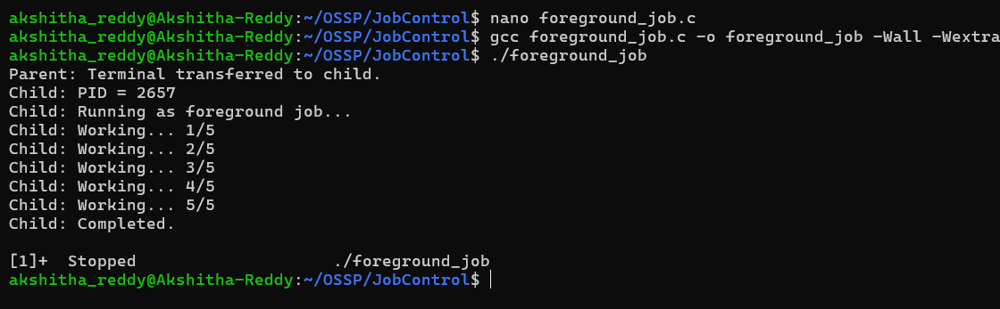 akshitha_reddy@Akshitha-Reddy:~/OSSP/JobControl$ nano foreground_job.c
akshitha_reddy@Akshitha-Reddy:~/OSSP/JobControl$ gcc foreground_job.c -o foreground_job -Wall -Wextra
akshitha_reddy@Akshitha-Reddy:~/OSSP/JobControl$ ./foreground_job
Parent: Terminal transferred to child.
Child: PID = 2657
Child: Running as foreground job...
Child: Working... 1/5
Child: Working... 2/5
Child: Working... 3/5
Child: Working... 4/5
Child: Working... 5/5
Child: Completed.
[1]+  Stopped                    ./foreground_job
akshitha_reddy@Akshitha-Reddy:~/OSSP/JobControl$